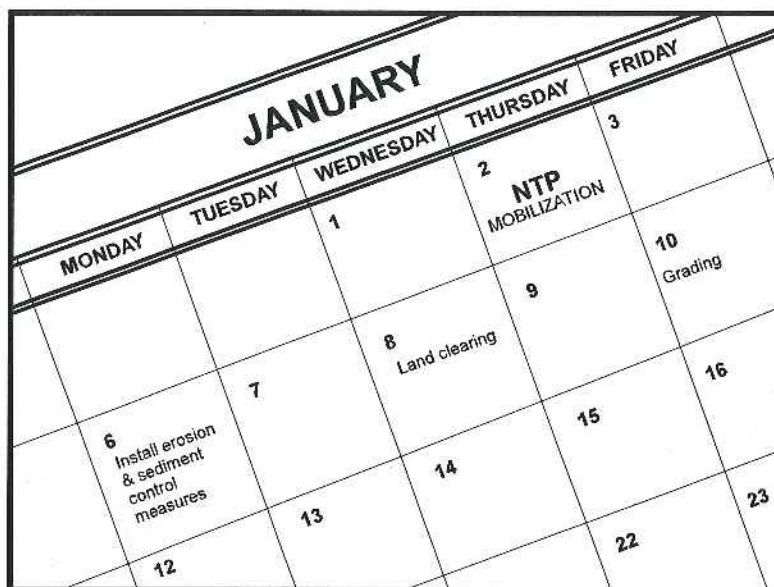 JANUARY
MONDAY TUESDAY WEDNESDAY THURSDAY FRIDAY
1
2
NTP
MOBILIZATION
3
6
Install erosion
& sediment
control
measures
7
8
Land clearing
9
10
Grading
12
13
14
15
16
22
23